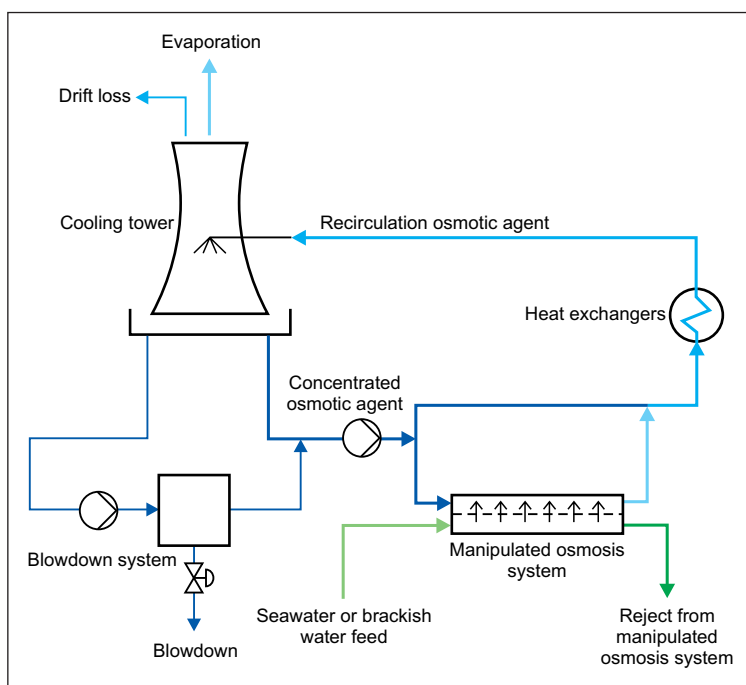 Evaporation
Drift loss
Cooling tower
Recirculation osmotic agent
Heat exchangers
Concentrated
osmotic agent
Blowdown system
Manipulated osmosis
system
Seawater or brackish
water feed
Reject from
manipulated
osmosis system
Blowdown